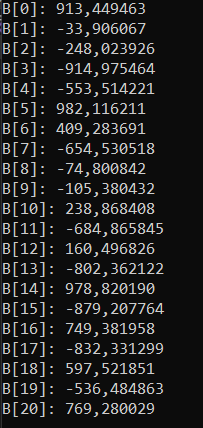 B[0]: 913,449463
B[1]: -33,906067
B[2]: -248,023926
B[3]: -914,975464
B[4]: -553,514221
B[5]: 982,116211
B[6]: 409,283691
B[7]: -654,530518
B[8]: -74,800842
B[9]: -105,380432
B[10]: 238,868408
B[11]: -684,865845
B[12]: 160,496826
B[13]: -802,362122
B[14]: 978,820190
B[15]: -879,207764
B[16]: 749,381958
B[17]: -832,331299
B[18]: 597,521851
B[19]: -536,484863
B[20]: 769,280029